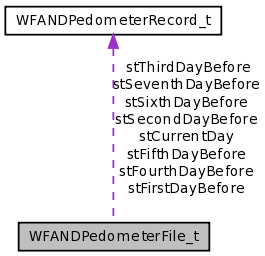 WFANDPedometerRecord_t
stThirdDayBefore
stSeventhDayBefore
stSixthDayBefore
stSecondDayBefore
stCurrentDay
stFifthDayBefore
stFourthDayBefore
stFirstDayBefore
WFANDPedometerFile_t